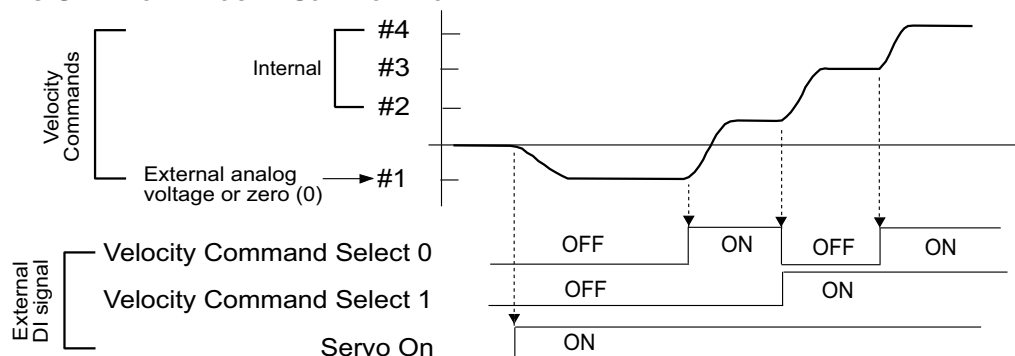 #4
Internal
#3
Velocity
Commands
#2
External analog
voltage or zero (0)
#1
Velocity Command Select 0
OFF
ON
OFF
ON
External
DI signal
Velocity Command Select 1
OFF
ON
Servo On
ON